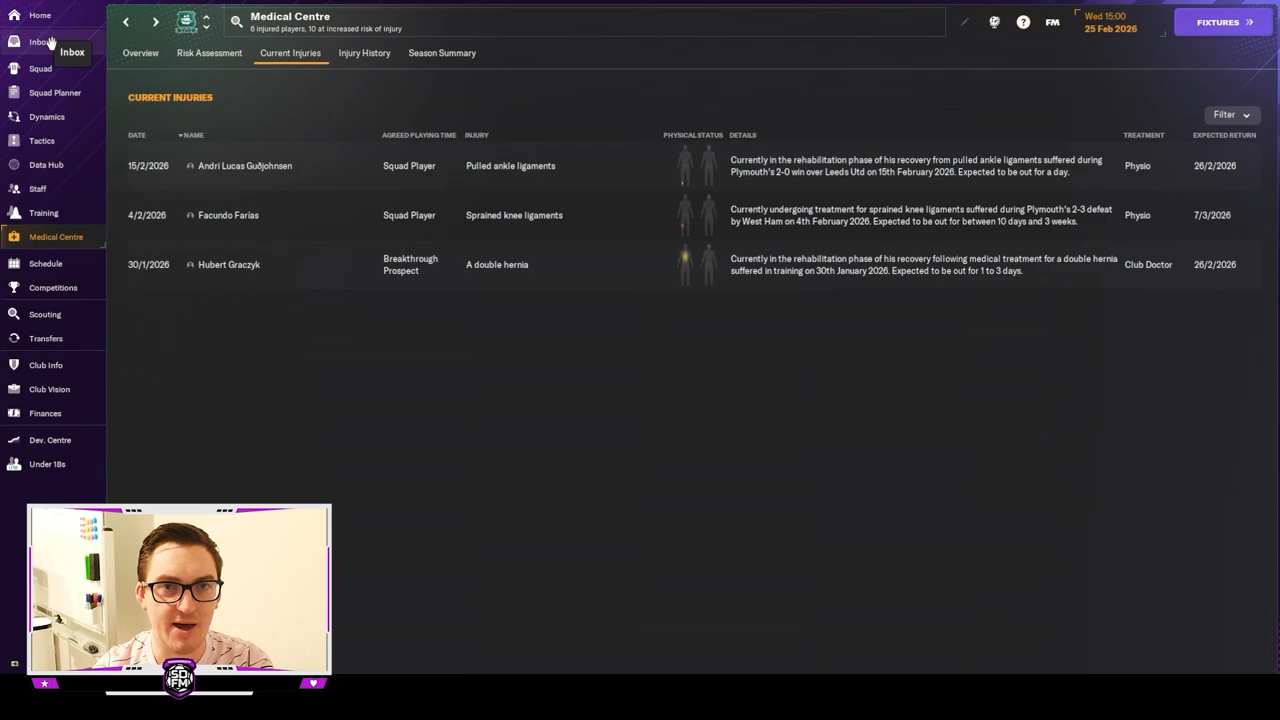 Home
Inbox
Inbox
Squad
Squad Planner
Dynamics
Tactics
Data Hub
Staff
Training
Medical Centre
Schedule
Competitions
Scouting
Transfers
Club Info
Club Vision
Finances
Dev. Centre
Under 18s
Medical Centre
6 injured players, 10 at increased risk of injury
FM
Wed 15:00
25 Feb 2026
FIXTURES
Overview
Risk Assessment
Current Injuries
Injury History
Season Summary
CURRENT INJURIES
Filter
DATE NAME AGREED PLAYING TIME INJURY PHYSICAL STATUS DETAILS TREATMENT EXPECTED RETURN
15/2/2026 Andri Lucas Guðjohnsen Squad Player Pulled ankle ligaments
Currently in the rehabilitation phase of his recovery from pulled ankle ligaments suffered during
Plymouth's 2-0 win over Leeds Utd on 15th February 2026. Expected to be out for a day.
Physio 26/2/2026
4/2/2026 Facundo Farías Squad Player Sprained knee ligaments
Currently undergoing treatment for sprained knee ligaments suffered during Plymouth's 2-3 defeat
by West Ham on 4th February 2026. Expected to be out for between 10 days and 3 weeks.
Physio 7/3/2026
30/1/2026 Hubert Graczyk
Breakthrough
Prospect
A double hernia
Currently in the rehabilitation phase of his recovery following medical treatment for a double hernia
suffered in training on 30th January 2026. Expected to be out for 1 to 3 days.
Club Doctor 26/2/2026
SD
FM